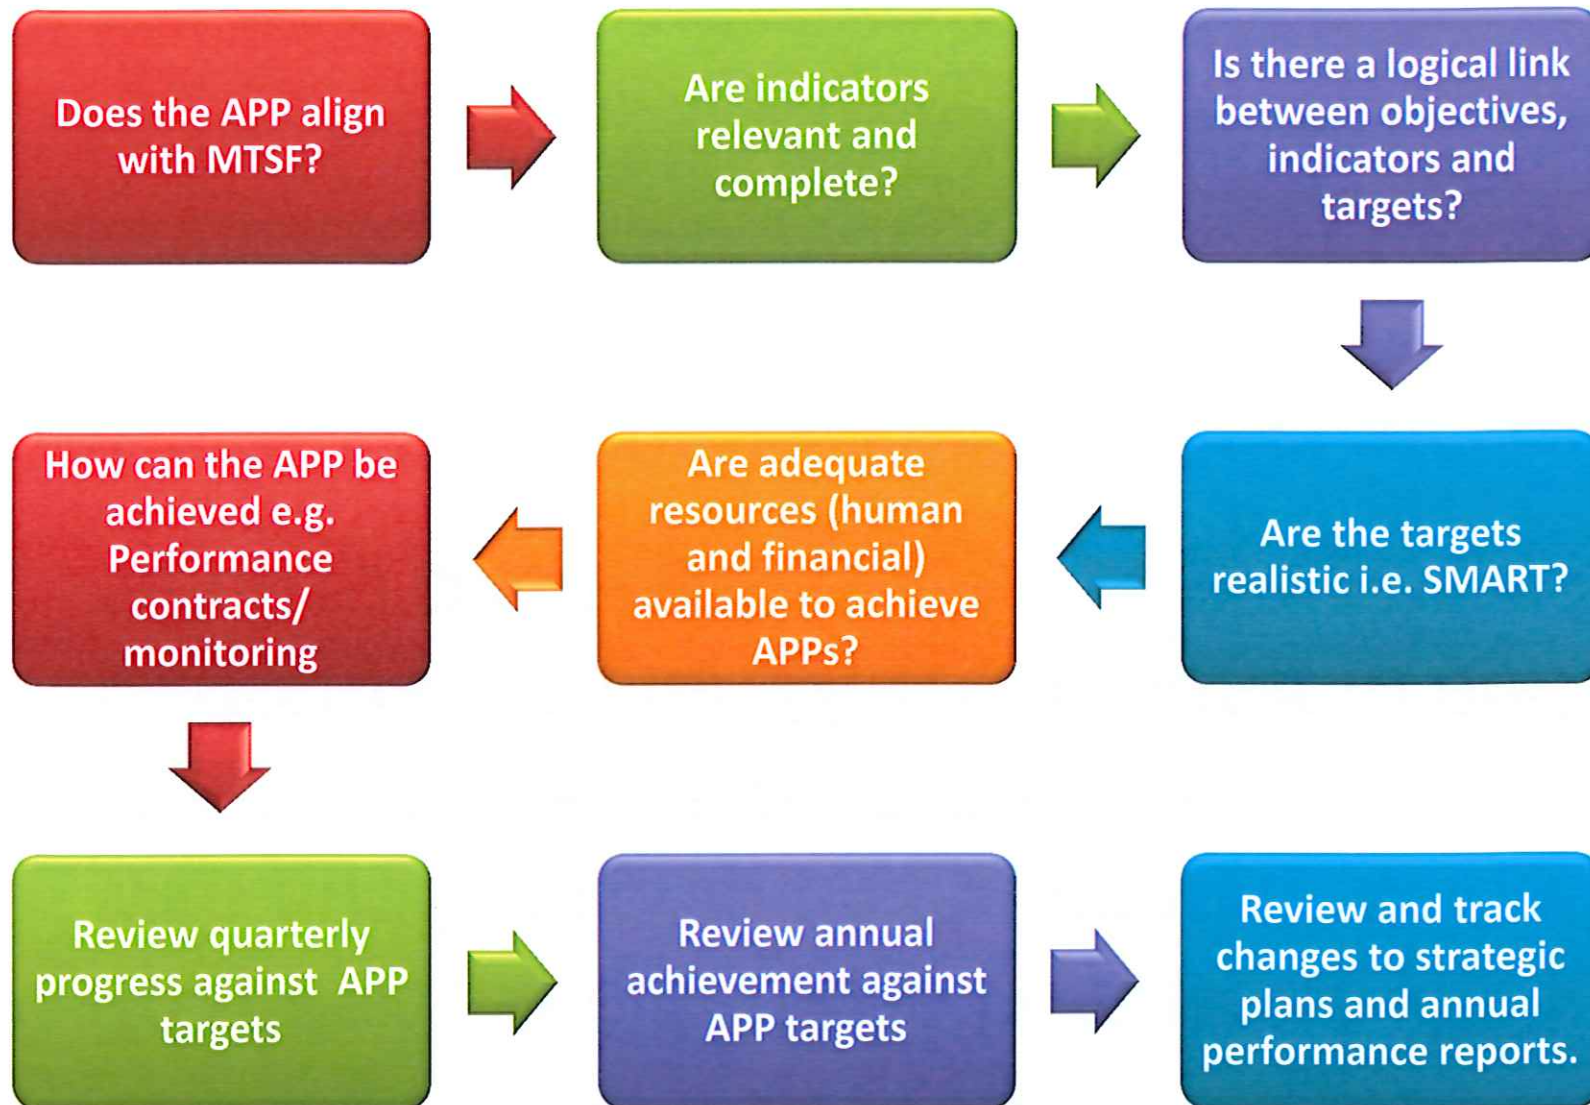 Does the APP align
with MTSF?
Are indicators
relevant and
complete?
Is there a logical link
between objectives,
indicators and
targets?
Are the targets
realistic i.e. SMART?
Are adequate
resources (human
and financial)
available to achieve
APPs?
How can the APP be
achieved e.g.
Performance
contracts/
monitoring
Review quarterly
progress against APP
targets
Review annual
achievement against
APP targets
Review and track
changes to strategic
plans and annual
performance reports.